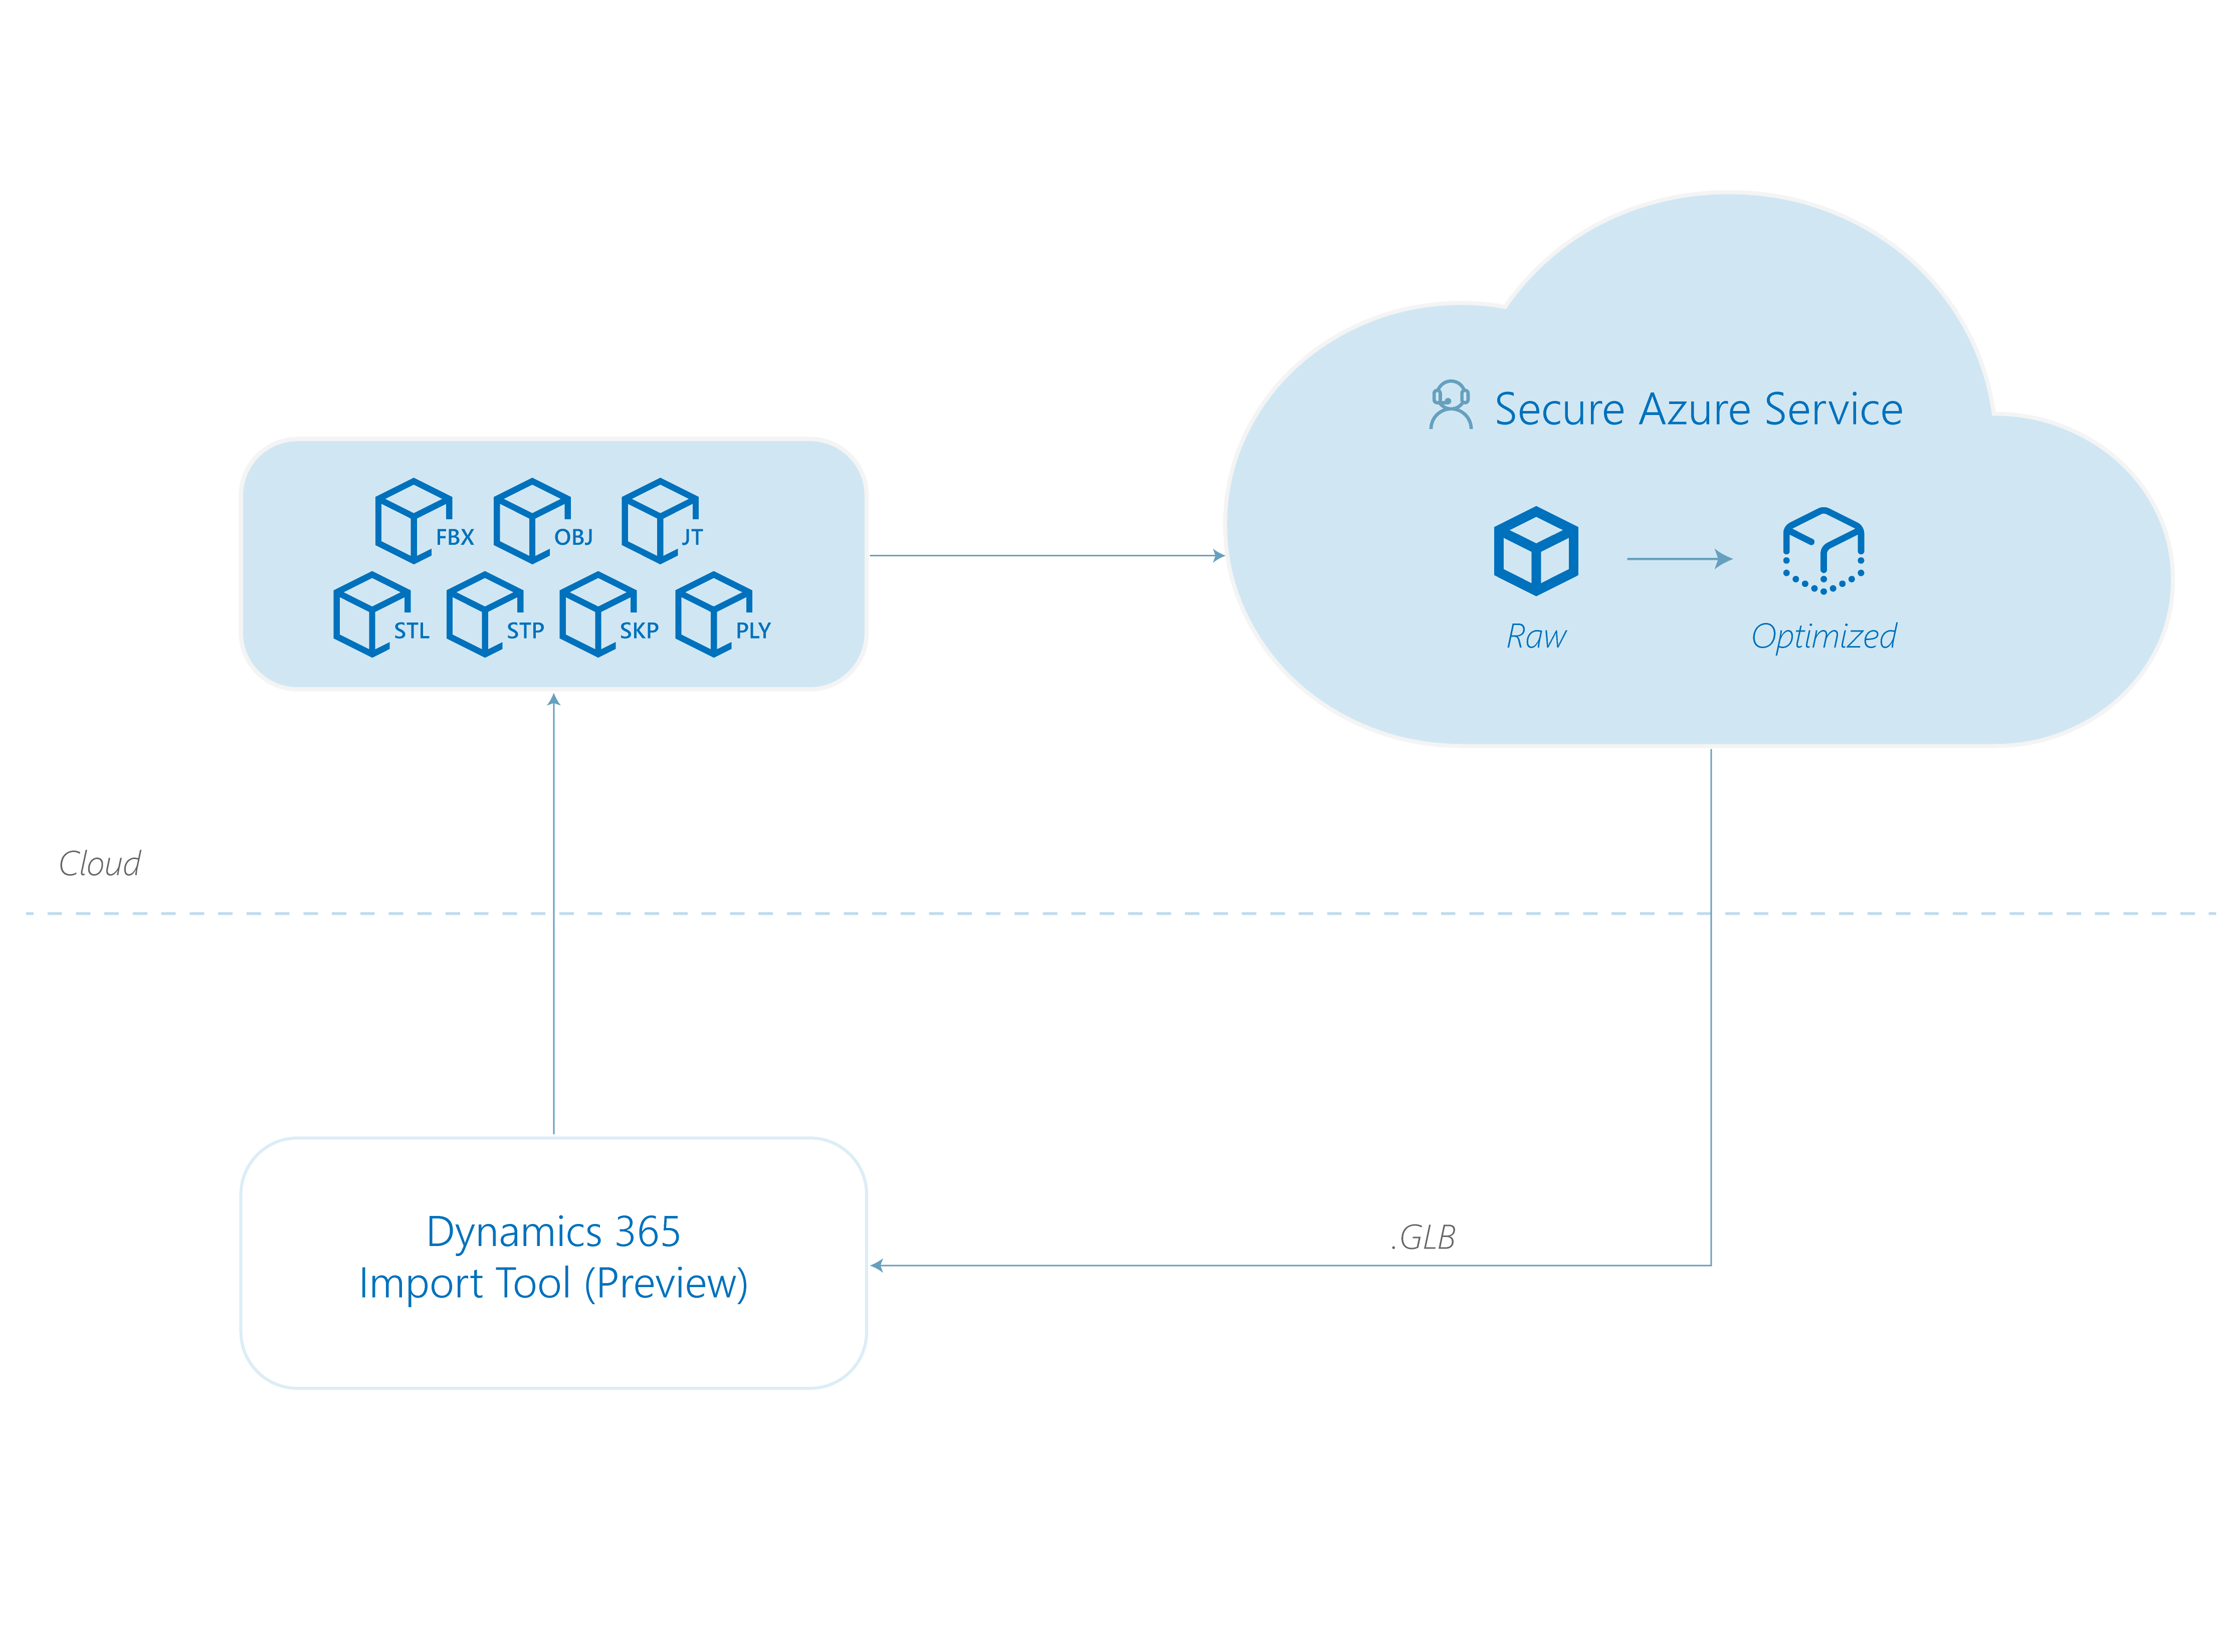 Secure Azure Service
FBX OBJ JT
STL STP SKP PLY
Raw Optimized
Cloud
Dynamics 365
Import Tool (Preview)
.GLB